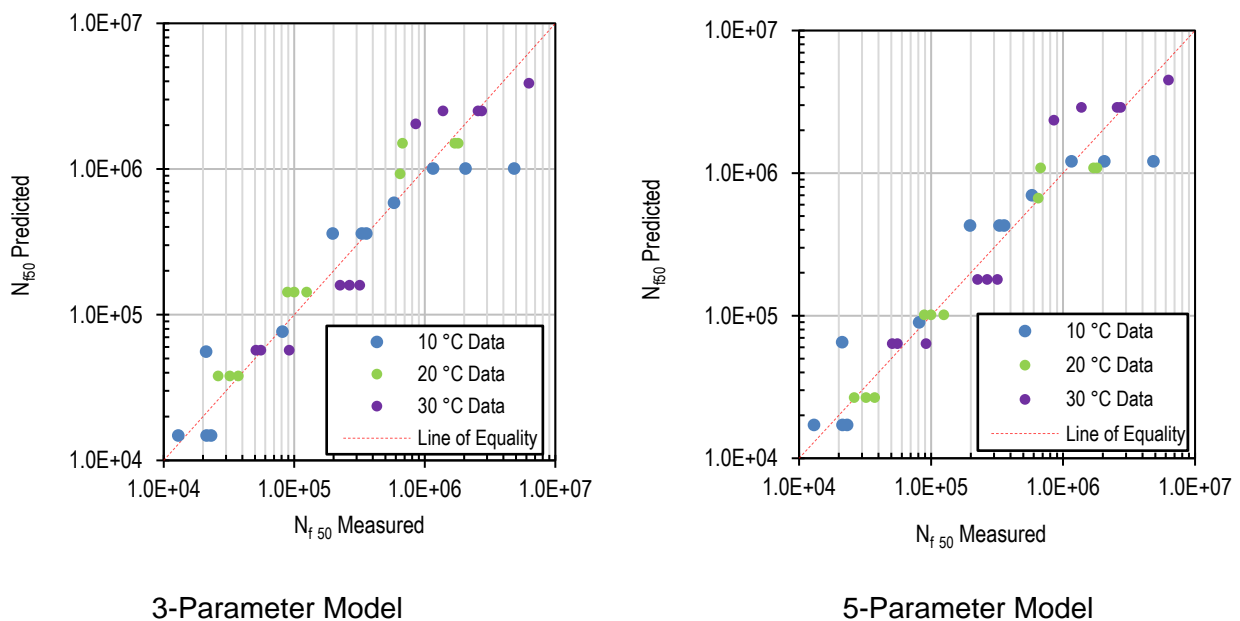 1.0E+07
1.0E+06
1.0E+05
1.0E+04
Nf50 Predicted
10 °C Data
20 °C Data
30 °C Data
Line of Equality
1.0E+04 1.0E+05 1.0E+06 1.0E+07
Nf 50 Measured
3-Parameter Model
1.0E+07
1.0E+06
1.0E+05
1.0E+04
Nf50 Predicted
10 °C Data
20 °C Data
30 °C Data
Line of Equality
1.0E+04 1.0E+05 1.0E+06 1.0E+07
Nf 50 Measured
5-Parameter Model